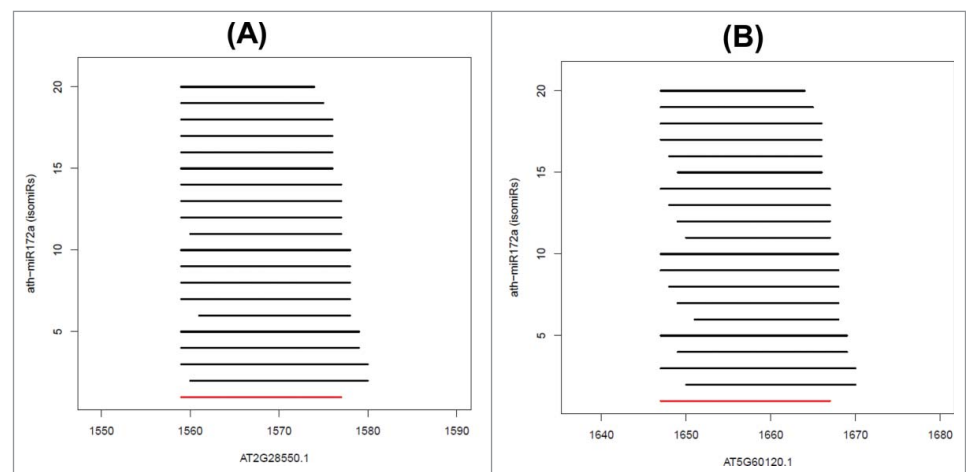 (A)
20
15
10
5
ath-miR172a (isomiRs)
1550 1560 1570 1580 1590
AT2G28550.1
(B)
20
15
10
5
ath-miR172a (isomiRs)
1640 1650 1660 1670 1680
AT5G60120.1